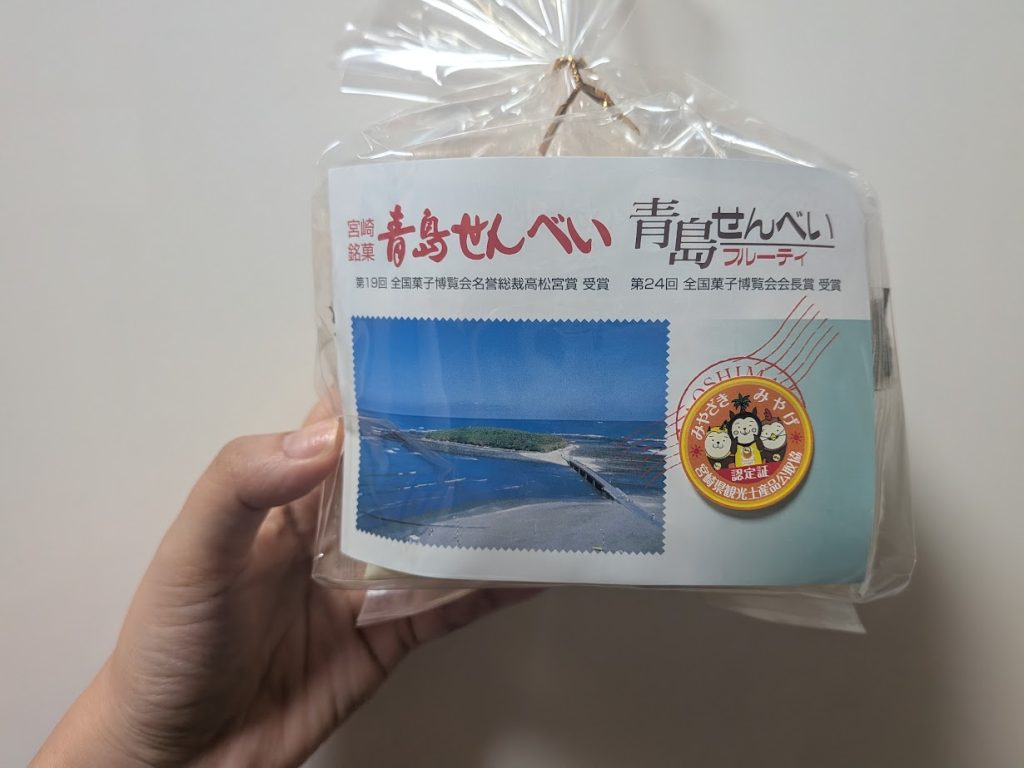 宮崎
銘菓
青島せんべい
第19回 全国菓子博覧会名誉総裁高松宮賞 受賞
青島せんべい
フルーティ
第24回 全国菓子博覧会会長賞 受賞
みやざき みやげ
認定証
宮崎県観光土産品公取協